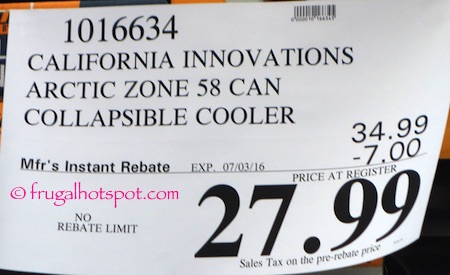 1016634
CALIFORNIA INNOVATIONS
ARCTIC ZONE 58 CAN
COLLAPSIBLE COOLER
34.99
Mfr's Instant Rebate EXP. 07/03/16 -7.00
PRICE AT REGISTER
© frugalhotspot.com
NO
REBATE LIMIT
27.99
Sales Tax on the pre-rebate price